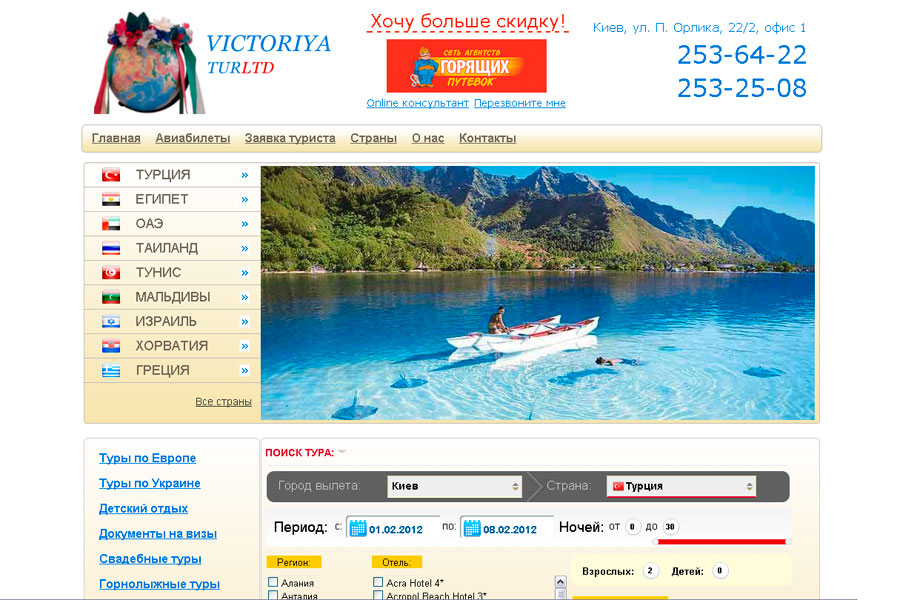 VICTORIYA
TURLTD
Хочу больше скидку!
СЕТЬ АГЕНТСТВ
ГОРЯЩИХ
ПУТЕВОК
Online консультант Перезвоните мне
Киев, ул. П. Орлика, 22/2, офис 1
253-64-22
253-25-08
Главная Авиабилеты Заявка туриста Страны О нас Контакты
ТУРЦИЯ »
ЕГИПЕТ »
ОАЭ »
ТАИЛАНД »
ТУНИС »
МАЛЬДИВЫ »
ИЗРАИЛЬ »
ХОРВАТИЯ »
ГРЕЦИЯ »
Все страны
Туры по Европе
Туры по Украине
Детский отдых
Документы на визы
Свадебные туры
Горнолыжные туры
ПОИСК ТУРА:
Город вылета: Киев Страна: Турция
Период: с: 01.02.2012 по: 08.02.2012 Ночей: от 0 до 30
Регион: Отель:
Взрослых: 2 Детей: 0
Алания Acra Hotel 4*
Анталия Acropol Beach Hotel 3*